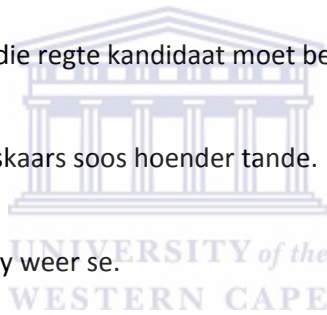 die regte kandidaat moet be
skaars soos hoender tande.
y weer se.
UNIVERSITY of the
WESTERN CAPE